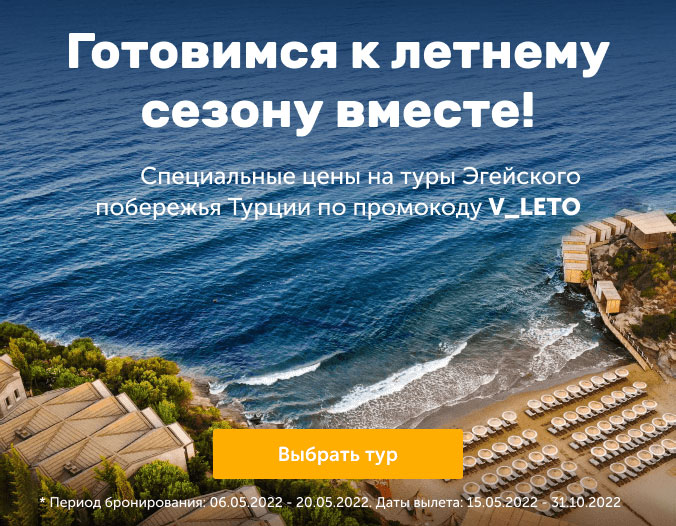 Готовимся к летнему
сезону вместе!
Специальные цены на туры Эгейского
побережья Турции по промокоду V_LETO
Выбрать тур
* Период бронирования: 06.05.2022 - 20.05.2022. Даты вылета: 15.05.2022 - 31.10.2022